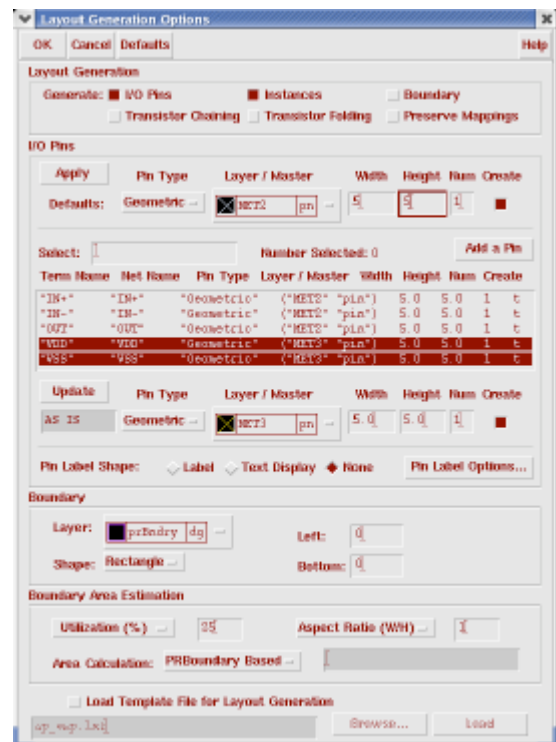 Layout Generation Options
OK Cancel Defaults Help
Layout Generation
Generate: I/O Pins Instances Boundary
Transistor Chaining Transistor Folding Preserve Mappings
I/O Pins
Apply Pin Type Layer / Master Width Height Num Create
Defaults: Geometric MET2 pn 5 5 1
Select: Number Selected: 0 Add a Pin
Term Name Net Name Pin Type Layer / Master Width Height Num Create
"IN+" "IN+" "Geometric" ("MET2" "pin") 5.0 5.0 1 t
"IN-" "IN-" "Geometric" ("MET2" "pin") 5.0 5.0 1 t
"OUT" "OUT" "Geometric" ("MET2" "pin") 5.0 5.0 1 t
"VDD" "VDD" "Geometric" ("MET3" "pin") 5.0 5.0 1 t
"VSS" "VSS" "Geometric" ("MET3" "pin") 5.0 5.0 1 t
Update Pin Type Layer / Master Width Height Num Create
AS IS Geometric MET3 pn 5.0 5.0 1
Pin Label Shape: Label Text Display None Pin Label Options...
Boundary
Layer: prBndry dg Left: 0
Shape: Rectangle Bottom: 0
Boundary Area Estimation
Utilization (%) 25 Aspect Ratio (W/H) 1
Area Calculation: PRBoundary Based
Load Template File for Layout Generation
Browse... Load